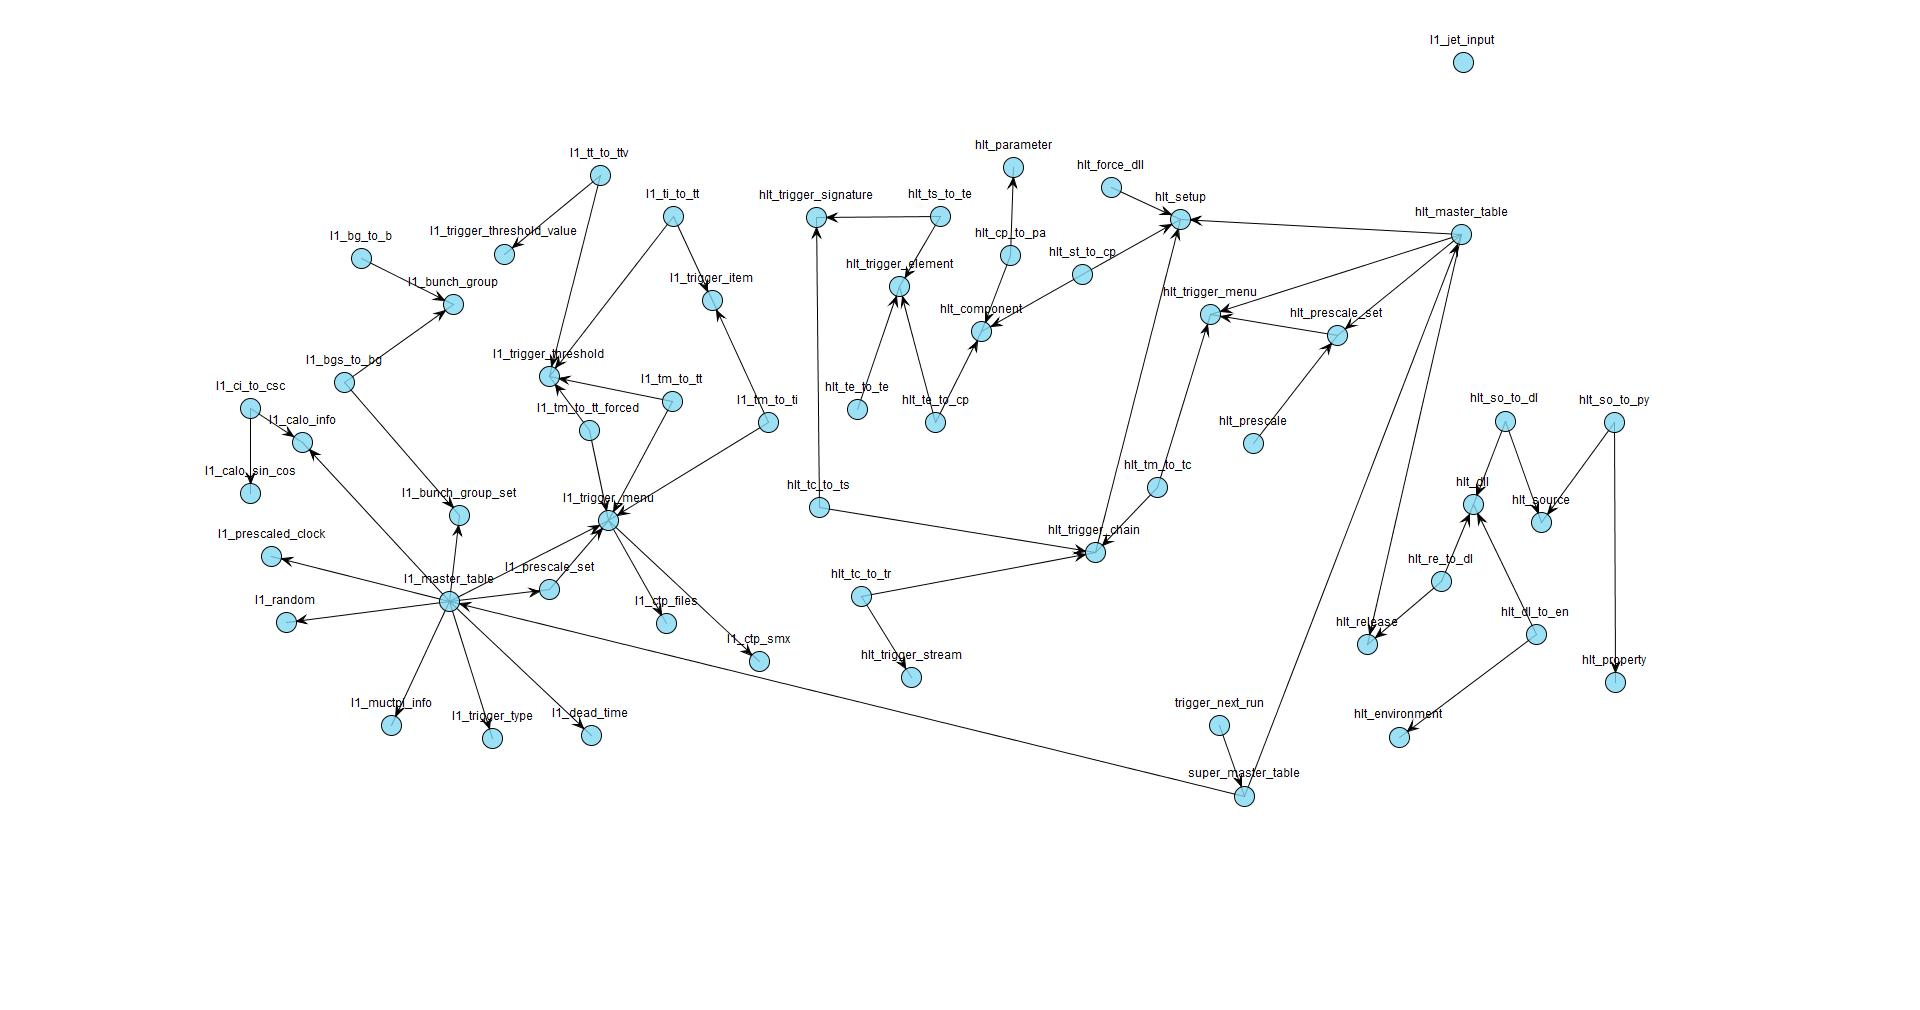 l1_jet_input
hlt_parameter
l1_tt_to_ttv
hlt_force_dll
l1_ti_to_tt
hlt_trigger_signature
hlt_ts_to_te
hlt_setup
hlt_master_table
l1_bg_to_b
l1_trigger_threshold_value
hlt_cp_to_pa
hlt_st_to_cp
hlt_trigger_element
l1_bunch_group
l1_trigger_item
hlt_trigger_menu
hlt_component
hlt_prescale_set
l1_bgs_to_bg
l1_trigger_threshold
l1_ci_to_csc
l1_tm_to_tt
hlt_te_to_te
l1_tm_to_ti
hlt_te_to_cp
hlt_so_to_dl
hlt_so_to_py
l1_tm_to_tt_forced
l1_calo_info
hlt_prescale
l1_calo_sin_cos
hlt_tm_to_tc
hlt_tc_to_ts
hlt_dll
l1_bunch_group_set
l1_trigger_menu
hlt_source
l1_prescaled_clock
hlt_trigger_chain
hlt_re_to_dl
l1_master_table
l1_prescale_set
hlt_tc_to_tr
l1_random
l1_ctp_files
hlt_dl_to_en
hlt_release
l1_ctp_smx
hlt_trigger_stream
hlt_property
l1_muctpi_info
l1_trigger_type
l1_dead_time
trigger_next_run
hlt_environment
super_master_table